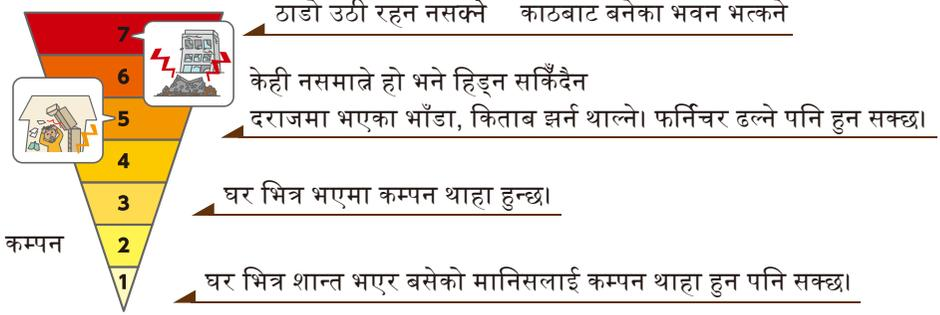 7
ठाडो उठी रहन नसक्ने काठबाट बनेका भवन भत्कने
6
केही नसमात्ने हो भने हिड्न सकिँदैन
5
दराजमा भएका भाँडा, किताब झर्न थाल्ने। फर्निचर ढल्ने पनि हुन सक्छ।
4
3
घर भित्र भएमा कम्पन थाहा हुन्छ।
कम्पन
2
1
घर भित्र शान्त भएर बसेको मानिसलाई कम्पन थाहा हुन पनि सक्छ।